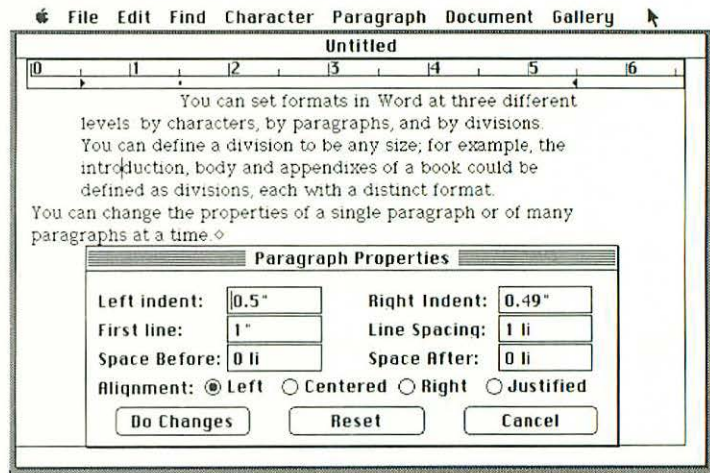 File Edit Find Character Paragraph Document Gallery
Untitled
0 1 2 3 4 5 6
You can set formats in Word at three different
levels by characters, by paragraphs, and by divisions.
You can define a division to be any size; for example, the
introduction, body and appendixes of a book could be
defined as divisions, each with a distinct format.
You can change the properties of a single paragraph or of many
paragraphs at a time.◇
Paragraph Properties
Left indent: 0.5" Right Indent: 0.49"
First line: 1" Line Spacing: 1 li
Space Before: 0 li Space After: 0 li
Alignment: Left Centered Right Justified
Do Changes Reset Cancel